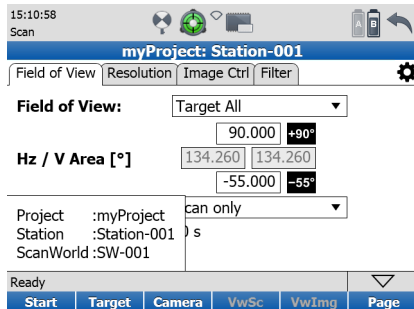 15:10:58
Scan
A B
myProject: Station-001
Field of View Resolution Image Ctrl Filter
Field of View: Target All
90.000 +90°
Hz / V Area [°] 134.260 134.260
-55.000 -55°
can only
Project :myProject
Station :Station-001 0 s
ScanWorld :SW-001
Ready
Start Target Camera VwSc VwImg Page